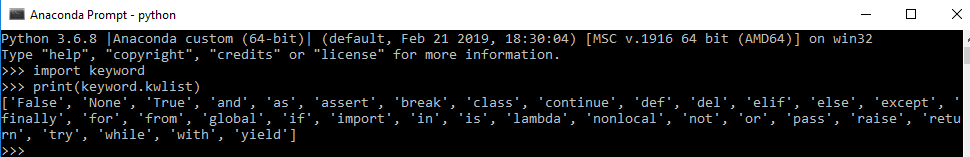 Anaconda Prompt - python
Python 3.6.8 |Anaconda custom (64-bit)| (default, Feb 21 2019, 18:30:04) [MSC v.1916 64 bit (AMD64)] on win32
Type "help", "copyright", "credits" or "license" for more information.
>>> import keyword
>>> print(keyword.kwlist)
['False', 'None', 'True', 'and', 'as', 'assert', 'break', 'class', 'continue', 'def', 'del', 'elif', 'else', 'except', '
finally', 'for', 'from', 'global', 'if', 'import', 'in', 'is', 'lambda', 'nonlocal', 'not', 'or', 'pass', 'raise', 'retu
rn', 'try', 'while', 'with', 'yield']
>>>